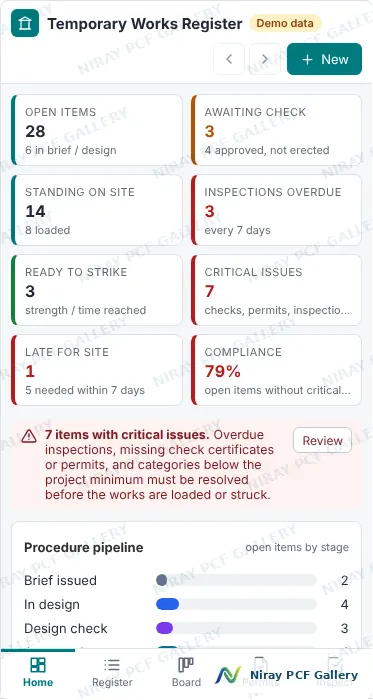 Temporary Works Register Demo data
New
OPEN ITEMS
28
6 in brief / design
AWAITING CHECK
3
4 approved, not erected
STANDING ON SITE
14
8 loaded
INSPECTIONS OVERDUE
3
every 7 days
READY TO STRIKE
3
strength / time reached
CRITICAL ISSUES
7
checks, permits, inspectio...
LATE FOR SITE
1
5 needed within 7 days
COMPLIANCE
79%
open items without critical...
7 items with critical issues. Overdue
inspections, missing check certificates
or permits, and categories below the
project minimum must be resolved
before the works are loaded or struck.
Review
Procedure pipeline open items by stage
Brief issued 2
In design 4
Design check 3
Home Register Board Permits Inspect
Niray PCF Gallery
NIRAY PCF GALLERY